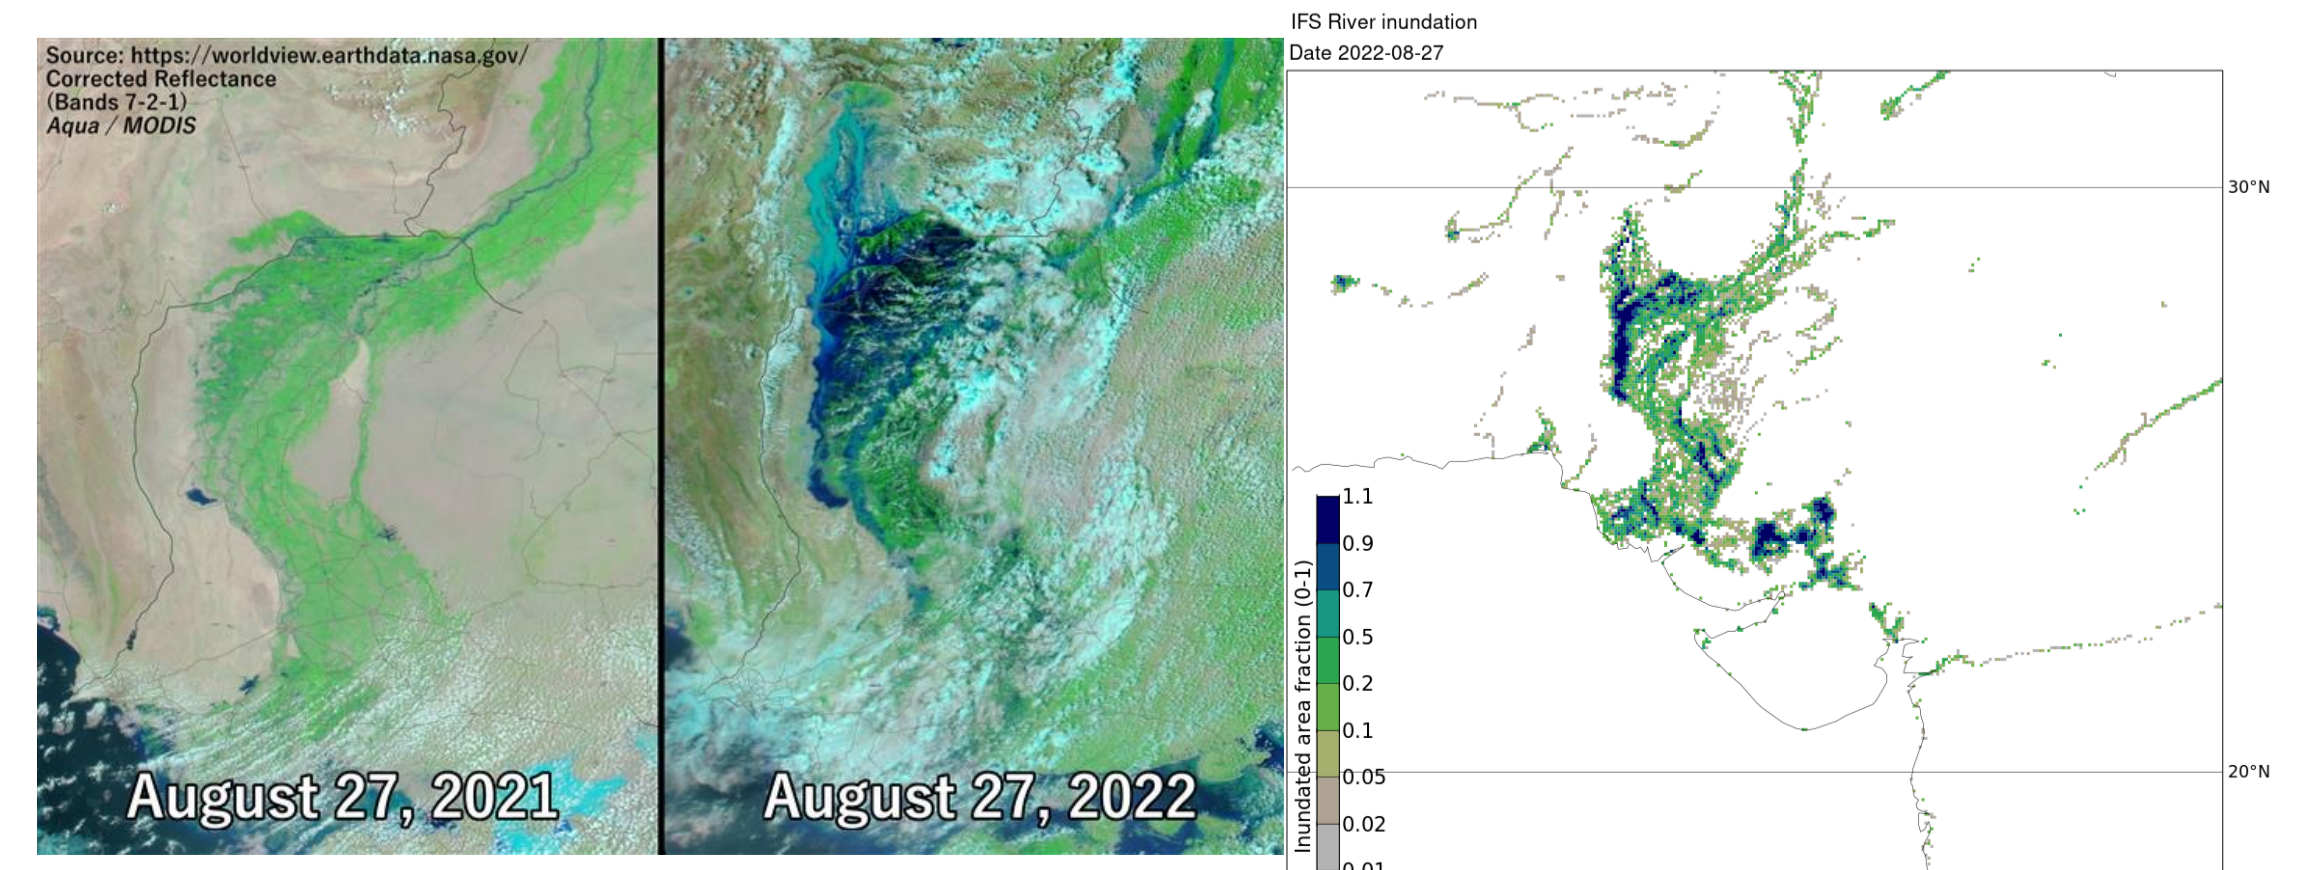 Source: https://worldview.earthdata.nasa.gov/
Corrected Reflectance
(Bands 7-2-1)
Aqua / MODIS
August 27, 2021
August 27, 2022
IFS River inundation
Date 2022-08-27
30°N
20°N
Inundated area fraction (0-1)
1.1
0.9
0.7
0.5
0.2
0.1
0.05
0.02
0.01